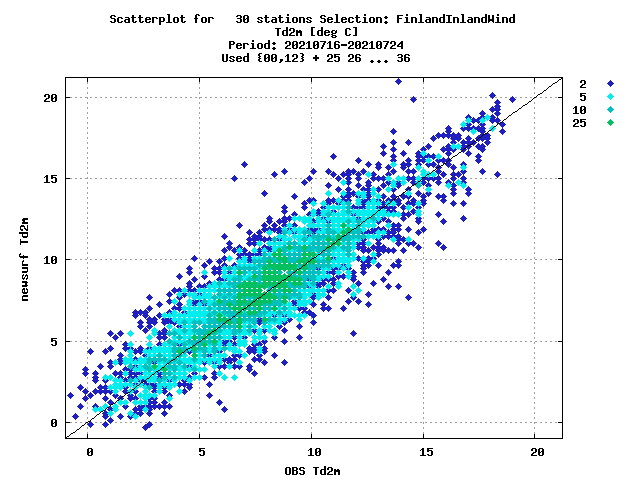 Scatterplot for   30 stations Selection: FinlandInlandWind
Td2m [deg C]
Period: 20210716-20210724
Used {00,12} + 25 26 ... 36
2
5
10
25
20
15
10
5
0
newsurf Td2m
0 5 10 15 20
OBS Td2m